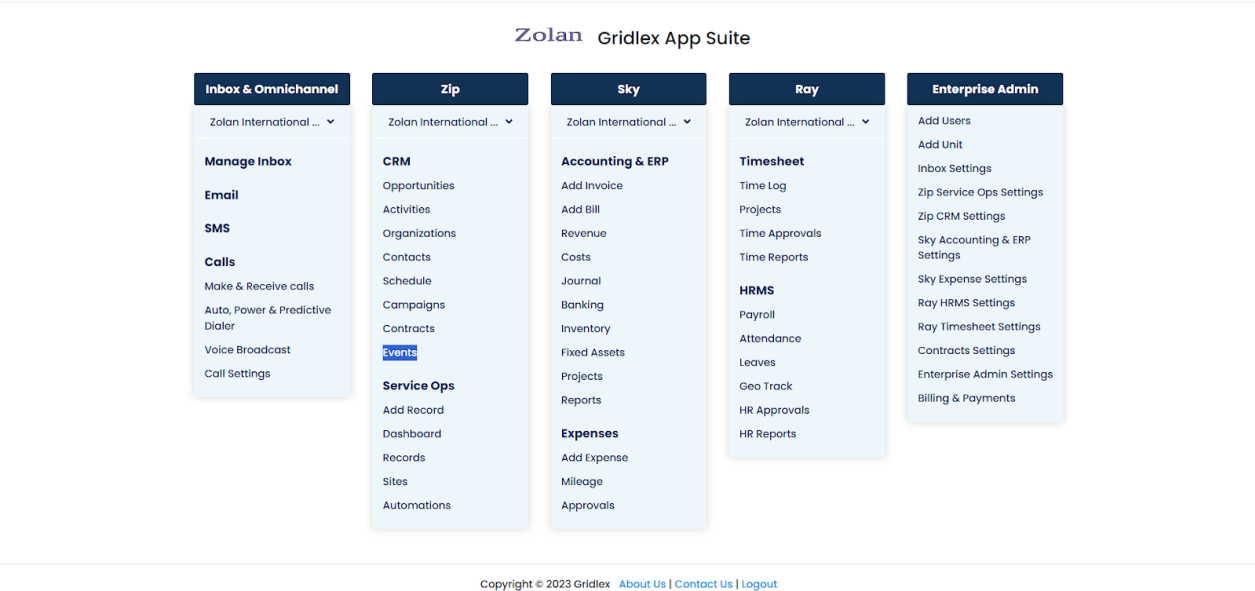 Zolan Gridlex App Suite
Inbox & Omnichannel
Zolan International ...
Manage Inbox
Email
SMS
Calls
Make & Receive calls
Auto, Power & Predictive
Dialer
Voice Broadcast
Call Settings
Zip
Zolan International ...
CRM
Opportunities
Activities
Organizations
Contacts
Schedule
Campaigns
Contracts
Events
Service Ops
Add Record
Dashboard
Records
Sites
Automations
Sky
Zolan International ...
Accounting & ERP
Add Invoice
Add Bill
Revenue
Costs
Journal
Banking
Inventory
Fixed Assets
Projects
Reports
Expenses
Add Expense
Mileage
Approvals
Ray
Zolan International ...
Timesheet
Time Log
Projects
Time Approvals
Time Reports
HRMS
Payroll
Attendance
Leaves
Geo Track
HR Approvals
HR Reports
Enterprise Admin
Add Users
Add Unit
Inbox Settings
Zip Service Ops Settings
Zip CRM Settings
Sky Accounting & ERP
Settings
Sky Expense Settings
Ray HRMS Settings
Ray Timesheet Settings
Contracts Settings
Enterprise Admin Settings
Billing & Payments
Copyright © 2023 Gridlex About Us | Contact Us | Logout